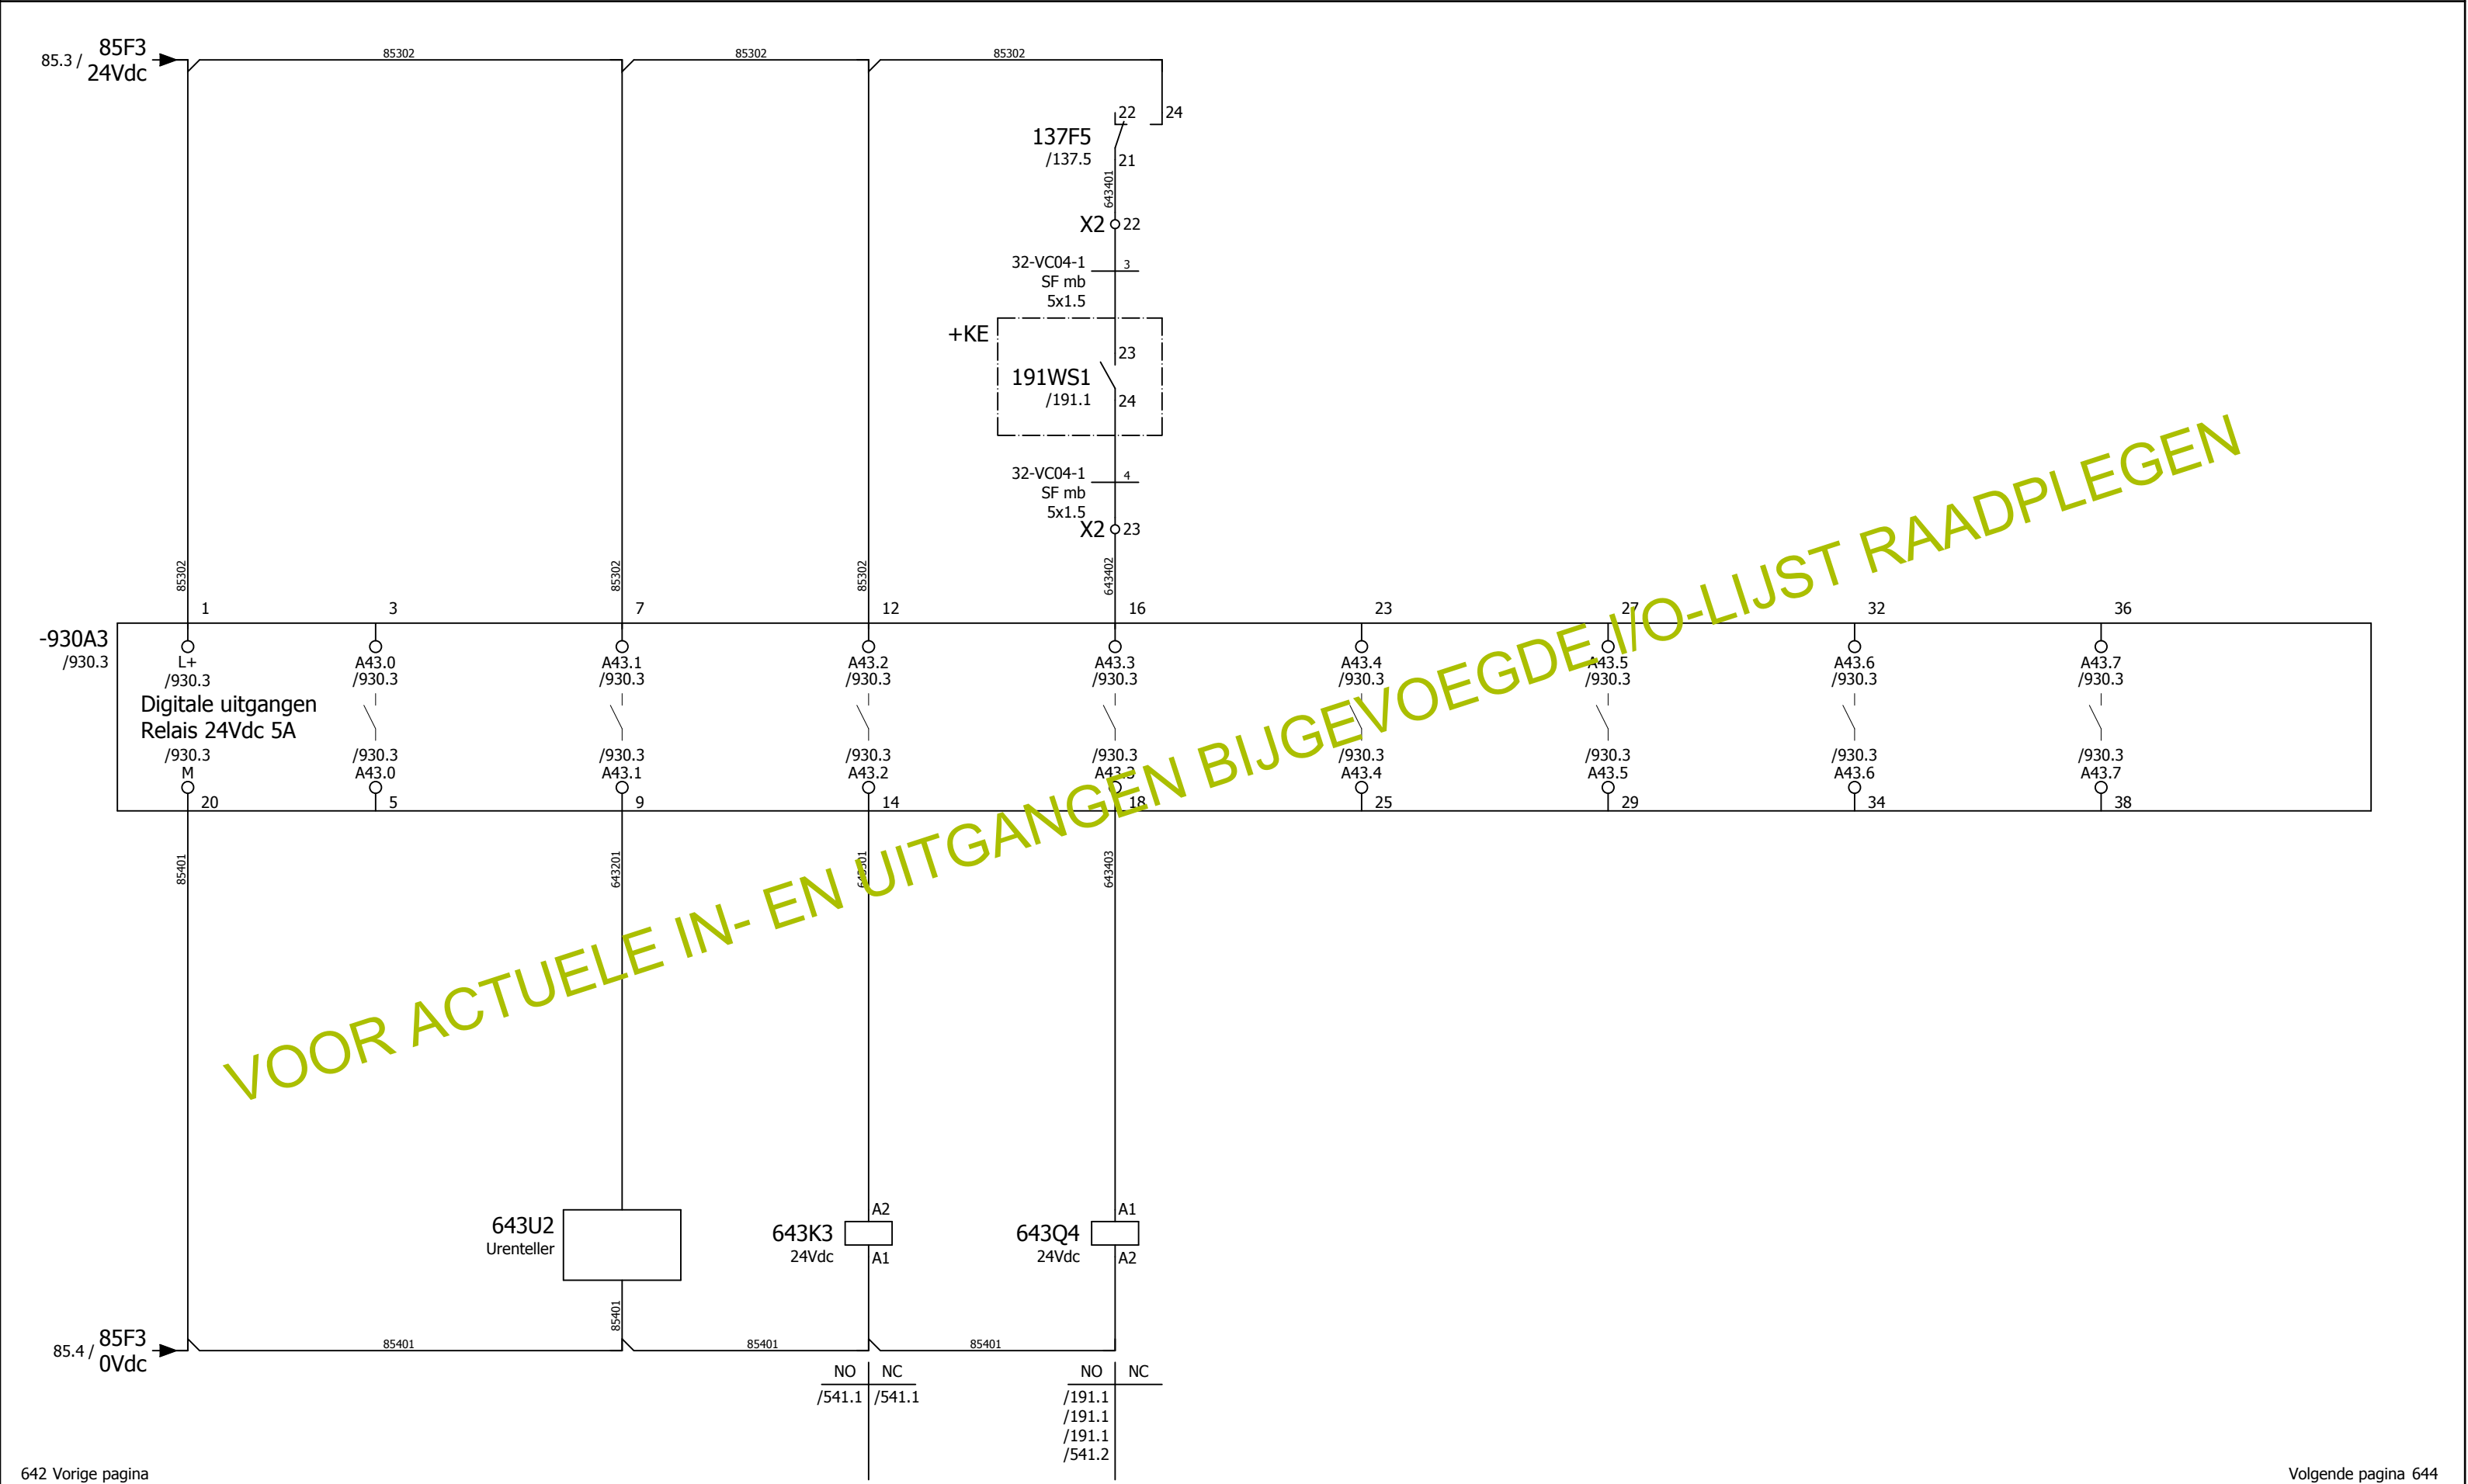 85F3
85.3 /
24Vdc
85302
85302
85302
22
24
137F5
/137.5
21
643401
X2
22
32-VC04-1
3
SF mb
5x1.5
+KE
23
191WS1
/191.1
24
32-VC04-1
4
SF mb
5x1.5
X2
23
85302
85302
85302
643402
1
3
7
12
16
23
27
32
36
-930A3
/930.3
L+
A43.0
A43.1
A43.2
A43.3
A43.4
A43.5
A43.6
A43.7
/930.3
/930.3
/930.3
/930.3
/930.3
/930.3
/930.3
/930.3
/930.3
Digitale uitgangen
Relais 24Vdc 5A
/930.3
/930.3
/930.3
/930.3
/930.3
/930.3
/930.3
/930.3
/930.3
M
A43.0
A43.1
A43.2
A43.3
A43.4
A43.5
A43.6
A43.7
20
5
9
14
18
25
29
34
38
85401
643201
643301
643403
VOOR ACTUELE IN- EN UITGANGEN BIJGEVOEGDE I/O-LIJST RAADPLEGEN
643U2
Urenteller
A2
643K3
24Vdc
A1
A1
643Q4
24Vdc
A2
85401
85F3
85.4 /
0Vdc
85401
85401
85401
NO
NC
/541.1
/541.1
NO
NC
/191.1
/191.1
/191.1
/541.2
642 Vorige pagina
Volgende pagina 644